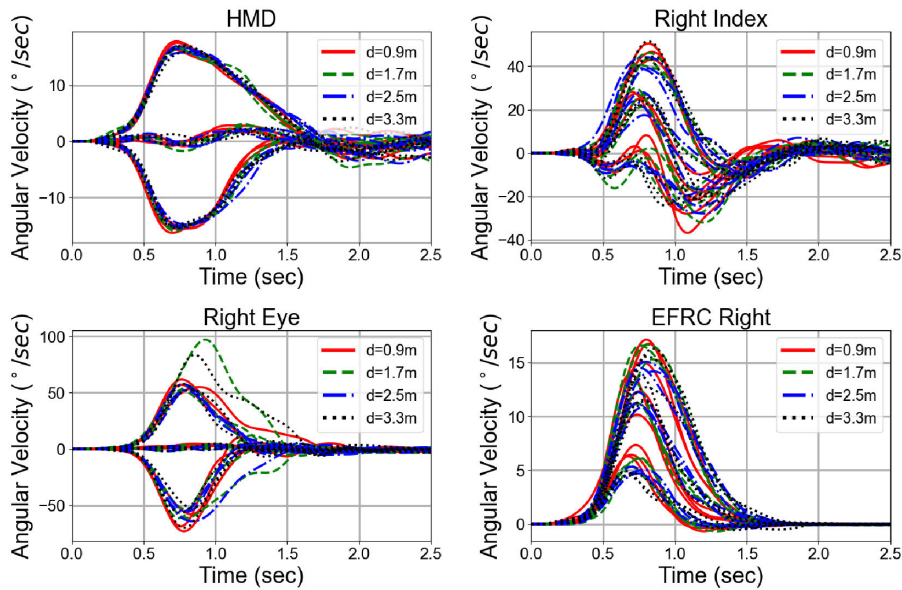 HMD
Angular Velocity (°/sec)
10
0
−10
d=0.9m
d=1.7m
d=2.5m
d=3.3m
0.0 0.5 1.0 1.5 2.0 2.5
Time (sec)
Right Index
Angular Velocity (°/sec)
40
20
0
−20
−40
d=0.9m
d=1.7m
d=2.5m
d=3.3m
0.0 0.5 1.0 1.5 2.0 2.5
Time (sec)
Right Eye
Angular Velocity (°/sec)
100
50
0
−50
d=0.9m
d=1.7m
d=2.5m
d=3.3m
0.0 0.5 1.0 1.5 2.0 2.5
Time (sec)
EFRC Right
Angular Velocity (°/sec)
15
10
5
0
d=0.9m
d=1.7m
d=2.5m
d=3.3m
0.0 0.5 1.0 1.5 2.0 2.5
Time (sec)